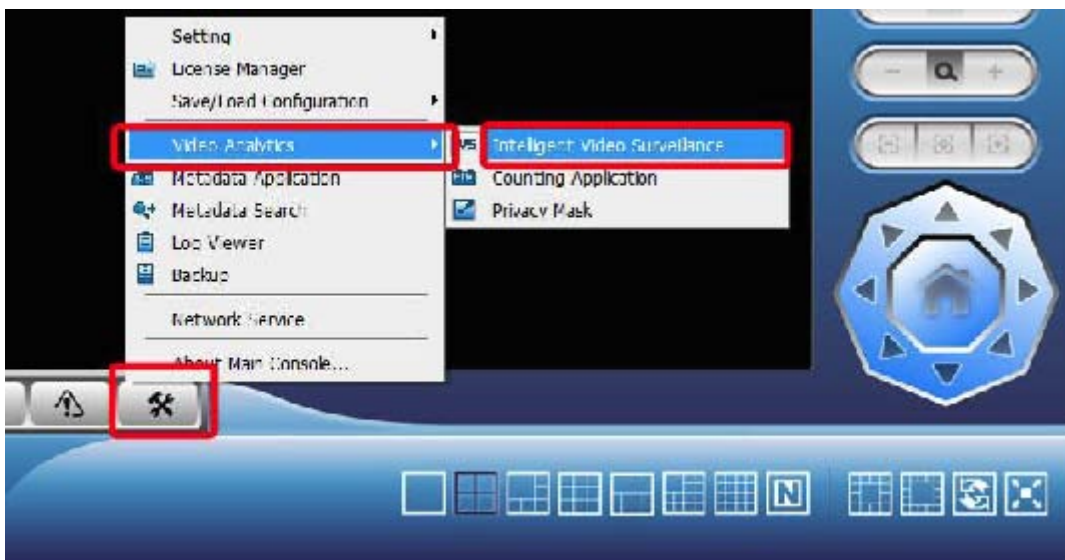 Setting
License Manager
Save/Load Configuration
Video Analytics
Metadata Application
Metadata Search
Log Viewer
Backup
Network Service
About Main Console...
Intelligent Video Surveillance
Counting Application
Privacy Mask
N